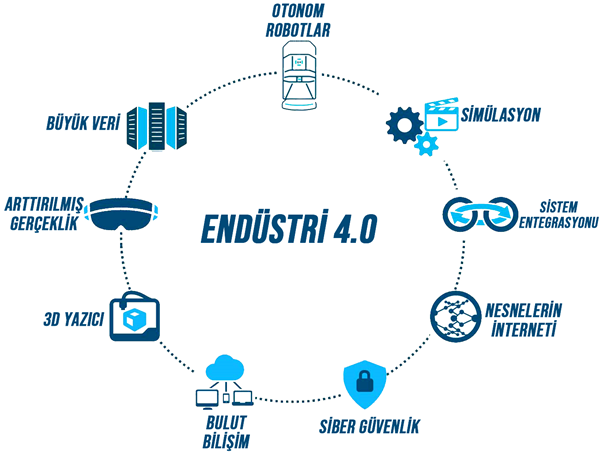 OTONOM
ROBOTLAR
SİMÜLASYON
SİSTEM
ENTEGRASYONU
NESNELERİN
İNTERNETİ
SİBER GÜVENLİK
BULUT
BİLİŞİM
3D YAZICI
ARTTIRILMIŞ
GERÇEKLİK
BÜYÜK VERİ
ENDÜSTRİ 4.0